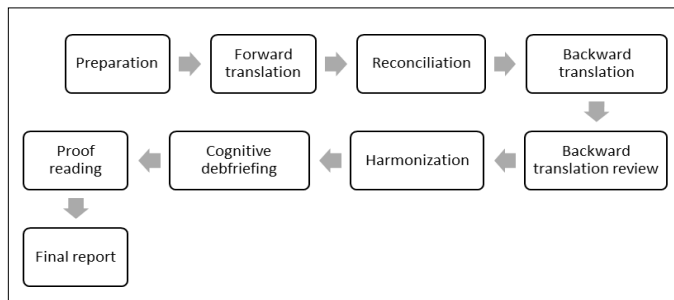 Preparation
Forward
translation
Reconciliation
Backward
translation
Backward
translation review
Harmonization
Cognitive
debfriefing
Proof
reading
Final report